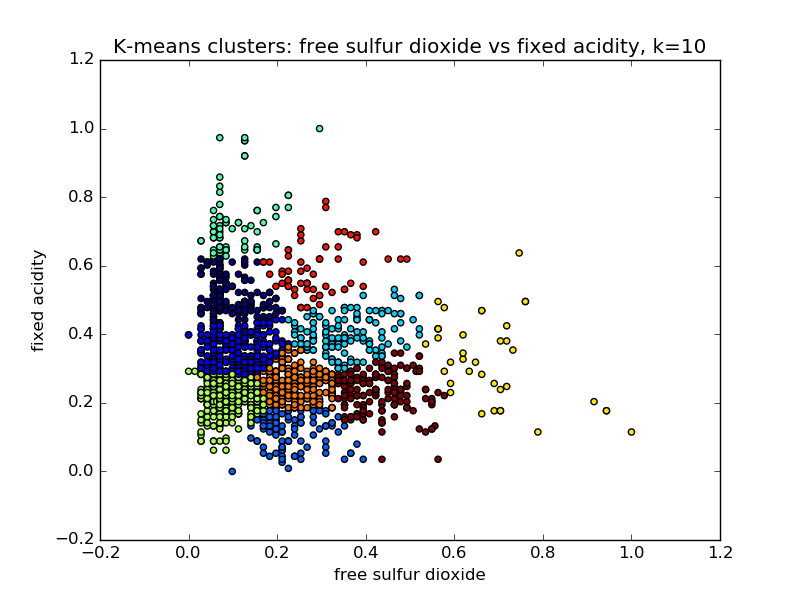 K-means clusters: free sulfur dioxide vs fixed acidity, k=10
1.2
1.0
0.8
0.6
0.4
0.2
0.0
−0.2
fixed acidity
−0.2 0.0 0.2 0.4 0.6 0.8 1.0 1.2
free sulfur dioxide